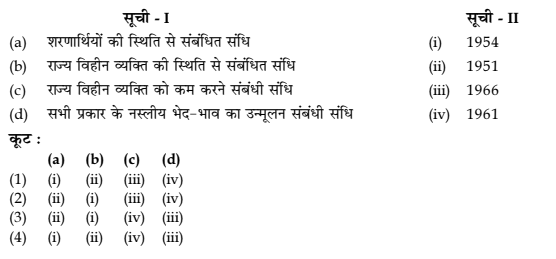 सूची - I सूची - II
(a) शरणार्थियों की स्थिति से संबंधित संधि (i) 1954
(b) राज्य विहीन व्यक्ति की स्थिति से संबंधित संधि (ii) 1951
(c) राज्य विहीन व्यक्ति को कम करने संबंधी संधि (iii) 1966
(d) सभी प्रकार के नस्लीय भेद-भाव का उन्मूलन संबंधी संधि (iv) 1961
कूट :
(a) (b) (c) (d)
(1) (i) (ii) (iii) (iv)
(2) (ii) (i) (iii) (iv)
(3) (ii) (i) (iv) (iii)
(4) (i) (ii) (iv) (iii)